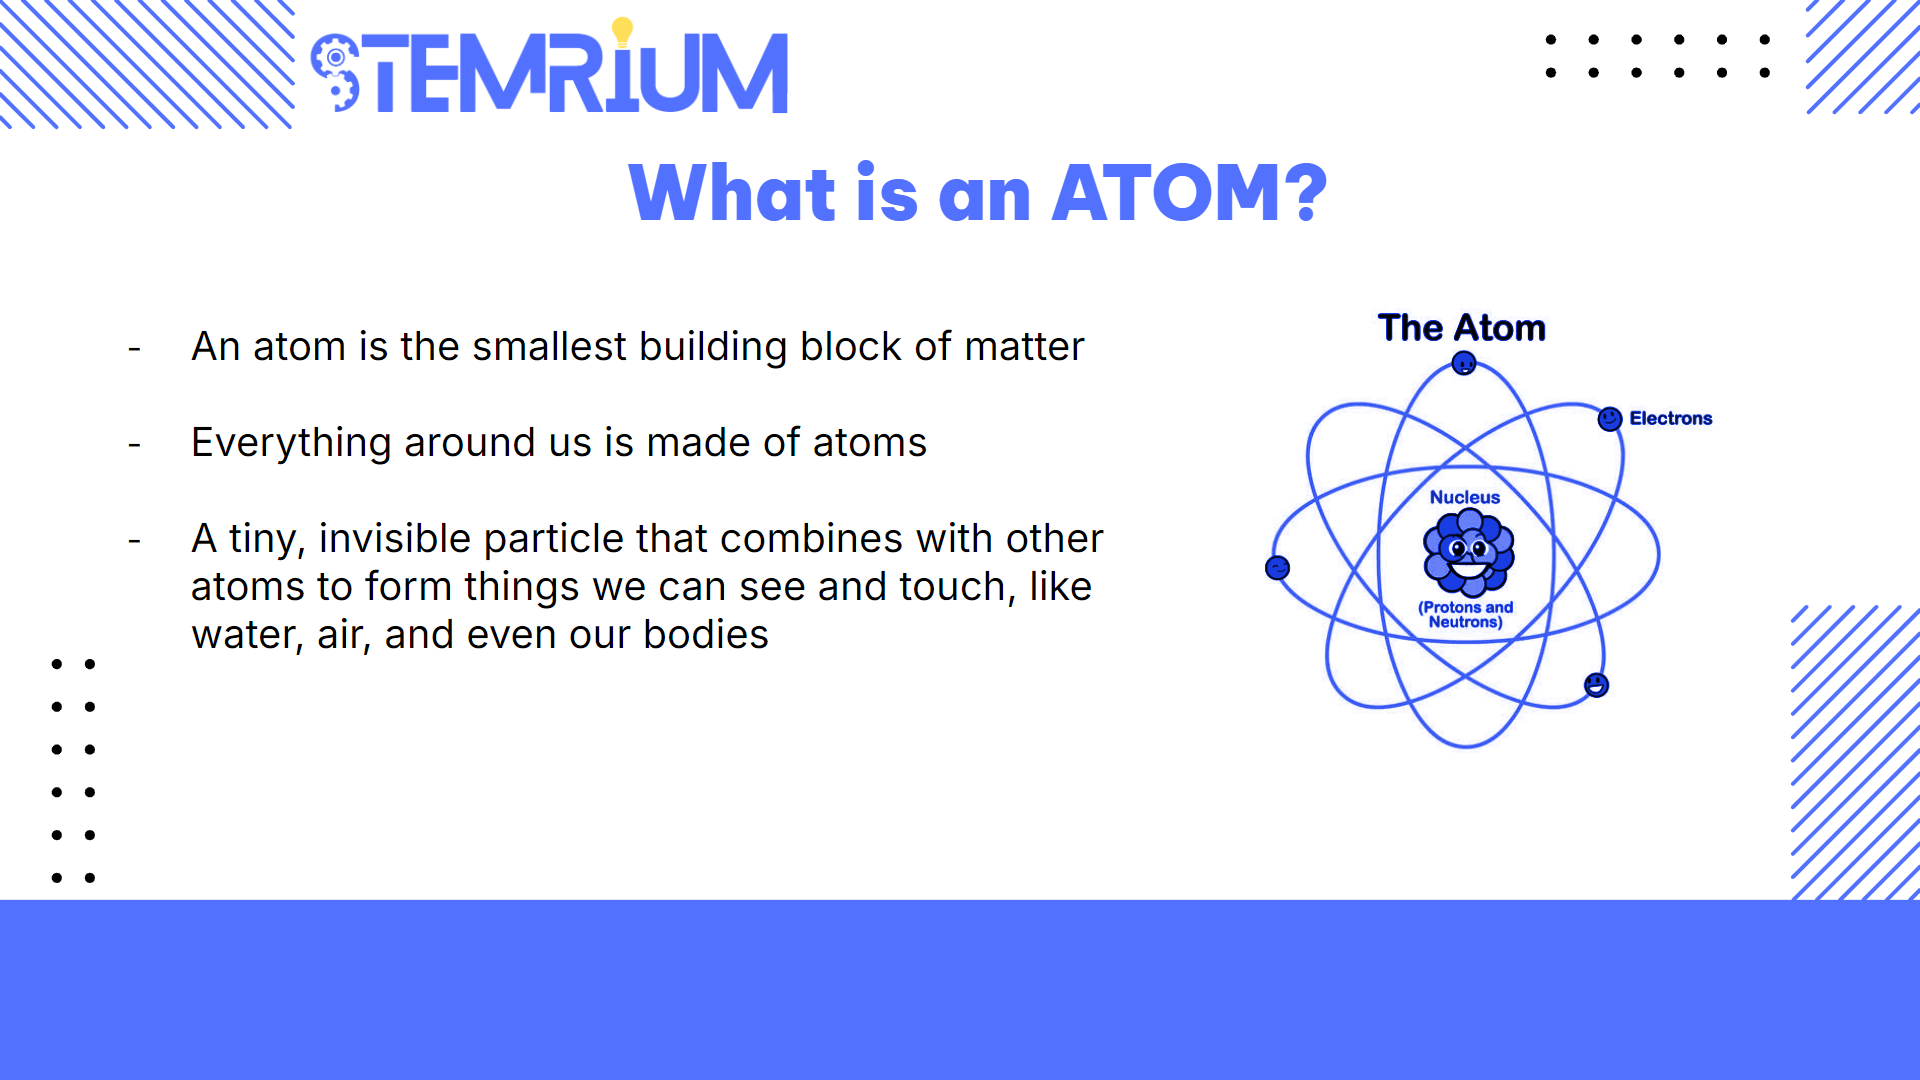 STEMRIUM
What is an ATOM?
- An atom is the smallest building block of matter
- Everything around us is made of atoms
- A tiny, invisible particle that combines with other
atoms to form things we can see and touch, like
water, air, and even our bodies
The Atom
Electrons
Nucleus
(Protons and
Neutrons)